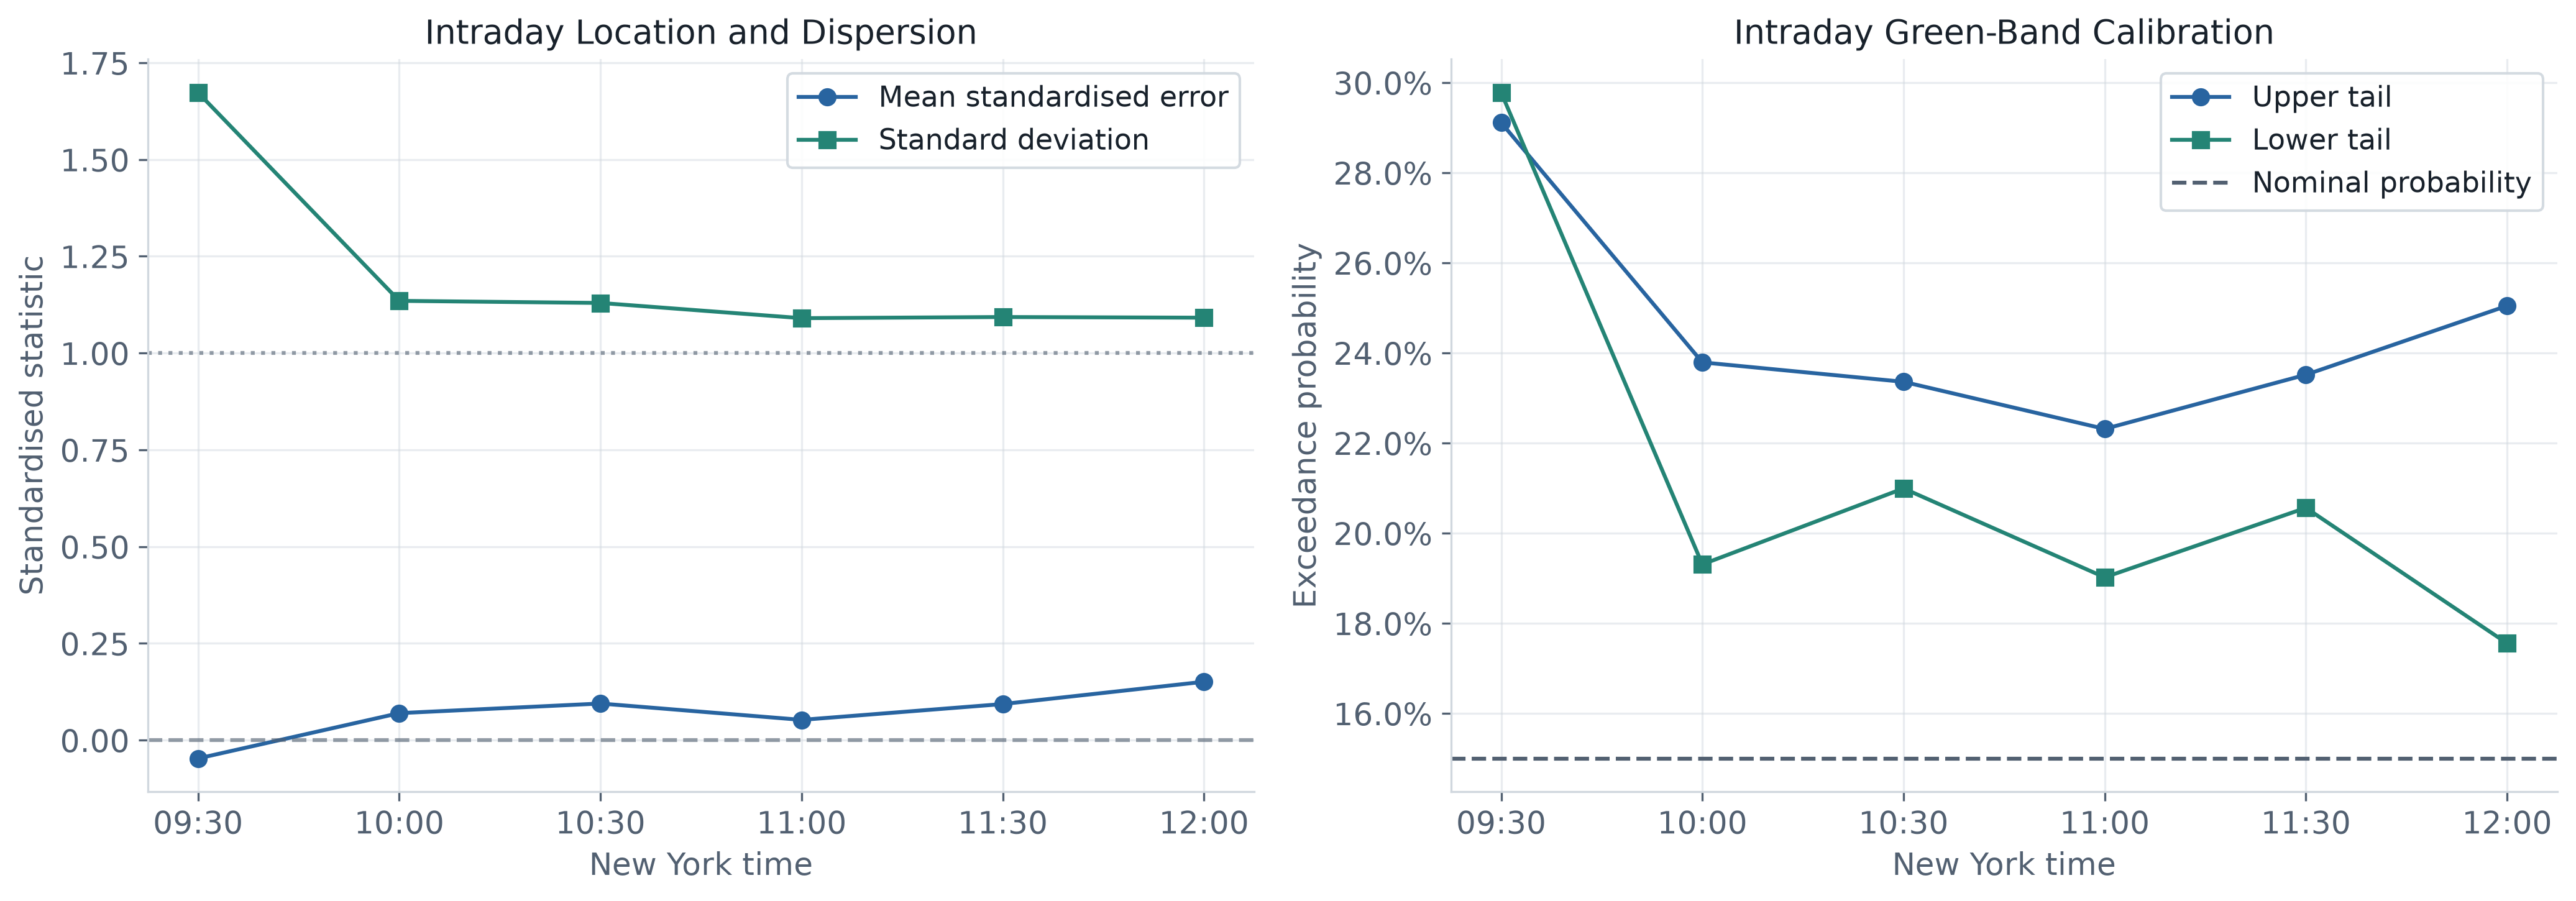 Intraday Location and Dispersion
1.75
1.50
1.25
1.00
0.75
0.50
0.25
0.00
Standardised statistic
Mean standardised error
Standard deviation
09:30 10:00 10:30 11:00 11:30 12:00
New York time
Intraday Green-Band Calibration
30.0%
28.0%
26.0%
24.0%
22.0%
20.0%
18.0%
16.0%
Exceedance probability
Upper tail
Lower tail
Nominal probability
09:30 10:00 10:30 11:00 11:30 12:00
New York time